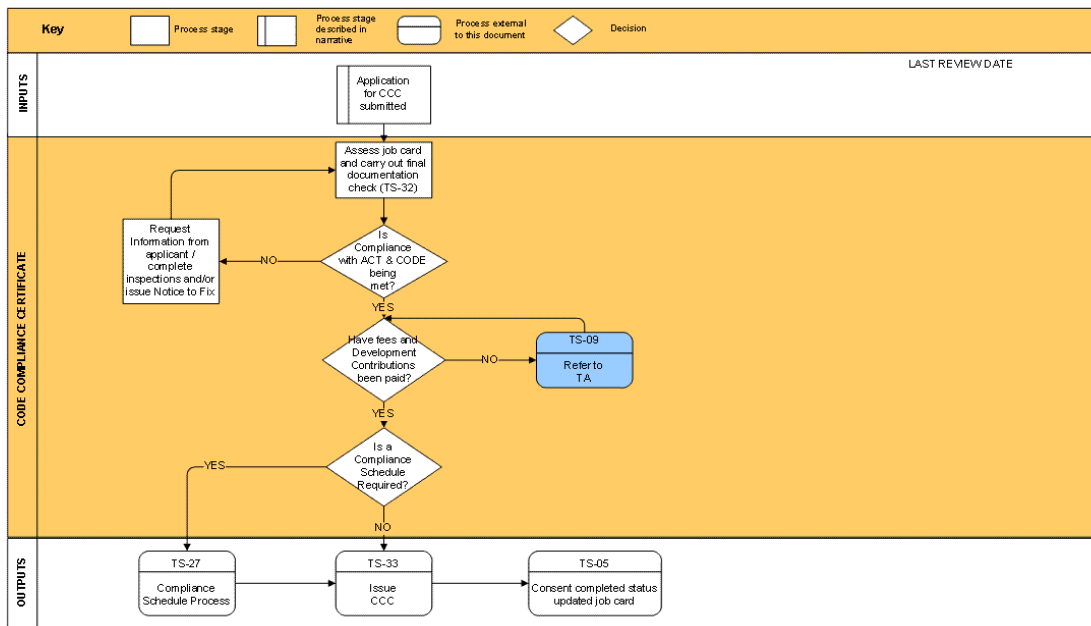 Key
Process stage
Process stage
described in
narrative
Process external
to this document
Decision
LAST REVIEW DATE
INPUTS
Application
for CCC
submitted
CODE COMPLIANCE CERTIFICATE
Assess job card
and carry out final
documentation
check (TS-32)
Request
Information from
applicant /
complete
inspections and/or
issue Notice to Fix
NO
Is
Compliance
with ACT & CODE
being
met?
YES
Have fees and
Development
Contributions
been paid?
NO
TS-09
Refer to
TA
YES
Is a
Compliance
Schedule
Required?
YES
NO
OUTPUTS
TS-27
Compliance
Schedule Process
TS-33
Issue
CCC
TS-05
Consent completed status
updated job card